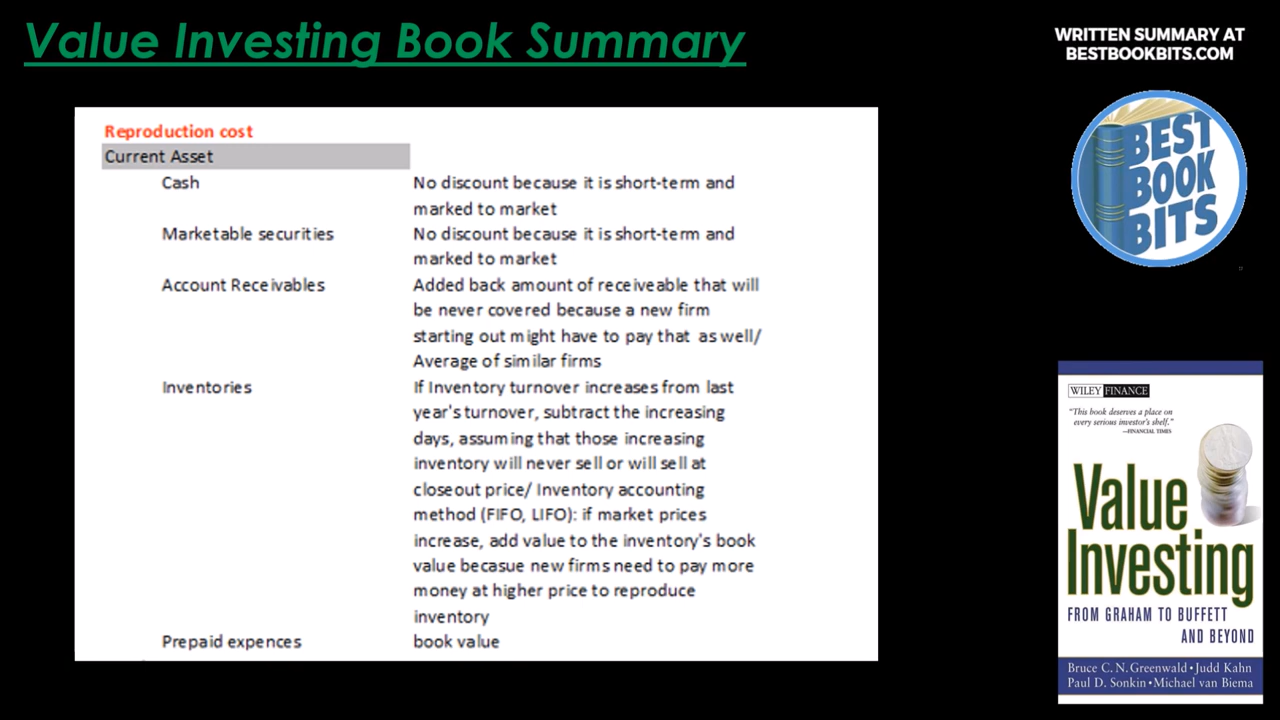 Value Investing Book Summary
WRITTEN SUMMARY AT
BESTBOOKBITS.COM
BEST
BOOK
BITS
Reproduction cost
Current Asset
Cash
No discount because it is short-term and
marked to market
Marketable securities
No discount because it is short-term and
marked to market
Account Receivables
Added back amount of receiveable that will
be never covered because a new firm
starting out might have to pay that as well/
Average of similar firms
Inventories
If Inventory turnover increases from last
year's turnover, subtract the increasing
days, assuming that those increasing
inventory will never sell or will sell at
closeout price/ Inventory accounting
method (FIFO, LIFO): if market prices
increase, add value to the inventory's book
value becasue new firms need to pay more
money at higher price to reproduce
inventory
Prepaid expences
book value
WILEY FINANCE
"This book deserves a place on
every serious investor's shelf."
—FINANCIAL TIMES
Value
Investing
FROM GRAHAM TO BUFFETT
AND BEYOND
Bruce C. N. Greenwald • Judd Kahn
Paul D. Sonkin • Michael van Biema